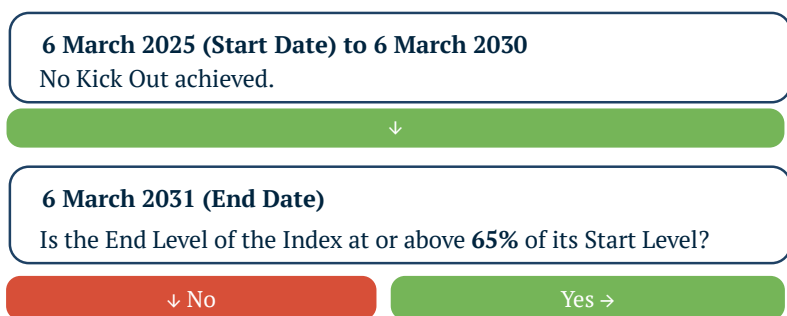 6 March 2025 (Start Date) to 6 March 2030
No Kick Out achieved.
↓
6 March 2031 (End Date)
Is the End Level of the Index at or above 65% of its Start Level?
↓ No
Yes →